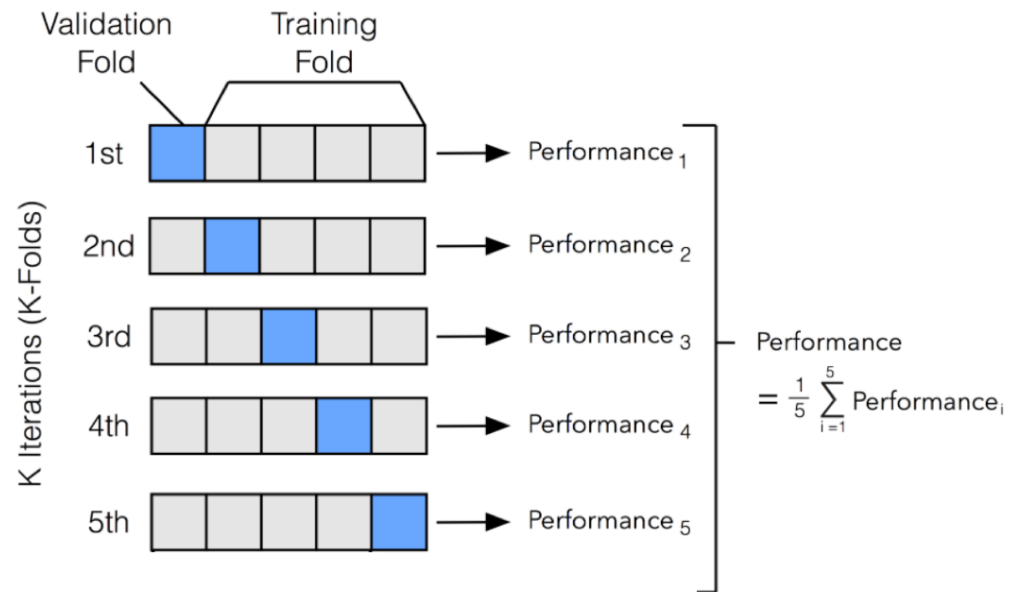 Validation
Fold
Training
Fold
K Iterations (K-Folds)
1st
Performance 1
2nd
Performance 2
3rd
Performance 3
4th
Performance 4
5th
Performance 5
Performance
= 1/5 5∑i=1 Performancei